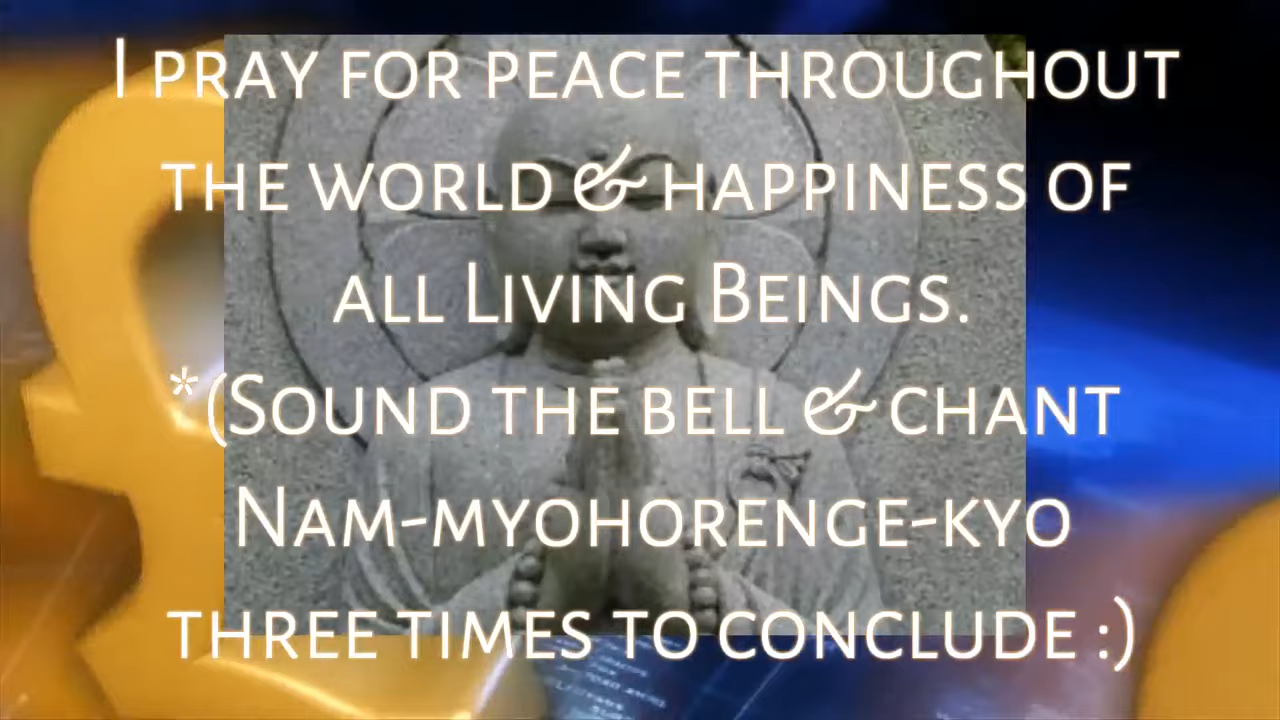 I pray for peace throughout
the world & happiness of
all Living Beings.
*(Sound the bell & chant
Nam-myohorenge-kyo
three times to conclude :)